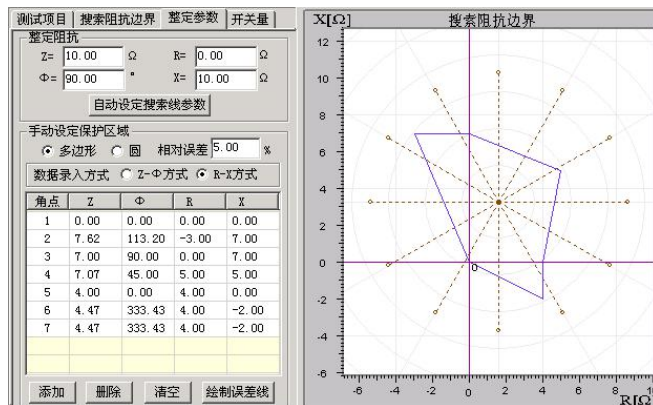 测试项目 搜索阻抗边界 整定参数 开关量
整定阻抗
Z= 10.00 Ω R= 0.00 Ω
Φ= 90.00 ° X= 10.00 Ω
自动设定搜索线参数
手动设定保护区域
多边形 圆 相对误差 5.00 %
数据录入方式 Z-Φ方式 R-X方式
角点 Z Φ R X
1 0.00 0.00 0.00 0.00
2 7.62 113.20 -3.00 7.00
3 7.00 90.00 0.00 7.00
4 7.07 45.00 5.00 5.00
5 4.00 0.00 4.00 0.00
6 4.47 333.43 4.00 -2.00
7 4.47 333.43 4.00 -2.00
添加 删除 清空 绘制误差线
X[Ω] 搜索阻抗边界
12
10
8
6
4
2
0
0
-2
-4
-6
-6 -4 -2 0 2 4 6 8 10
R[Ω]